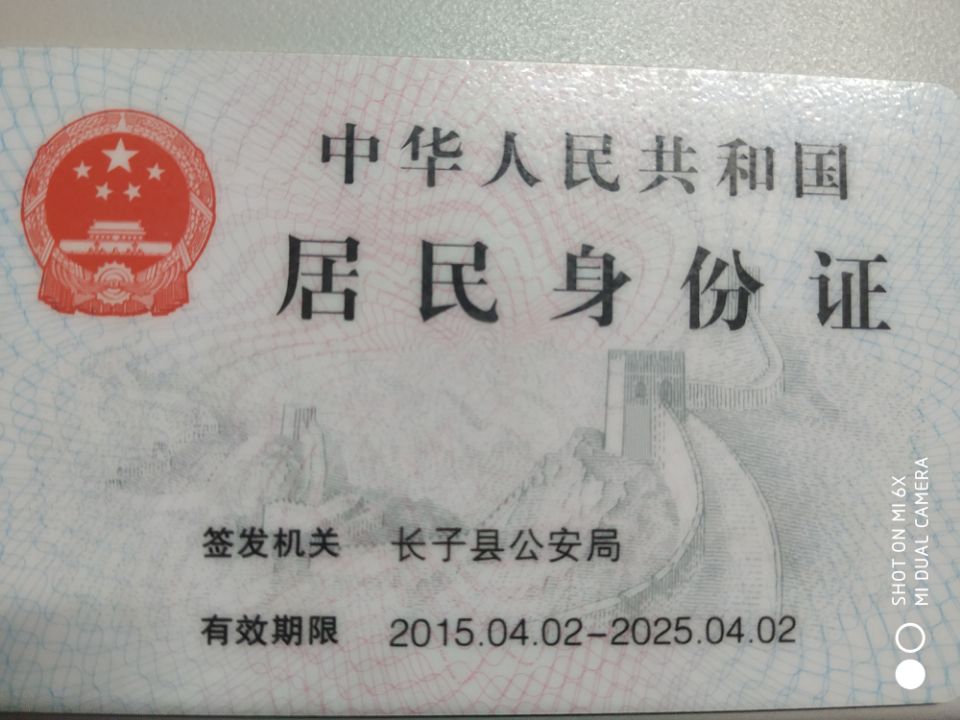 中华人民共和国
居民身份证
签发机关 长子县公安局
有效期限 2015.04.02-2025.04.02
SHOT ON MI 6X
MI DUAL CAMERA